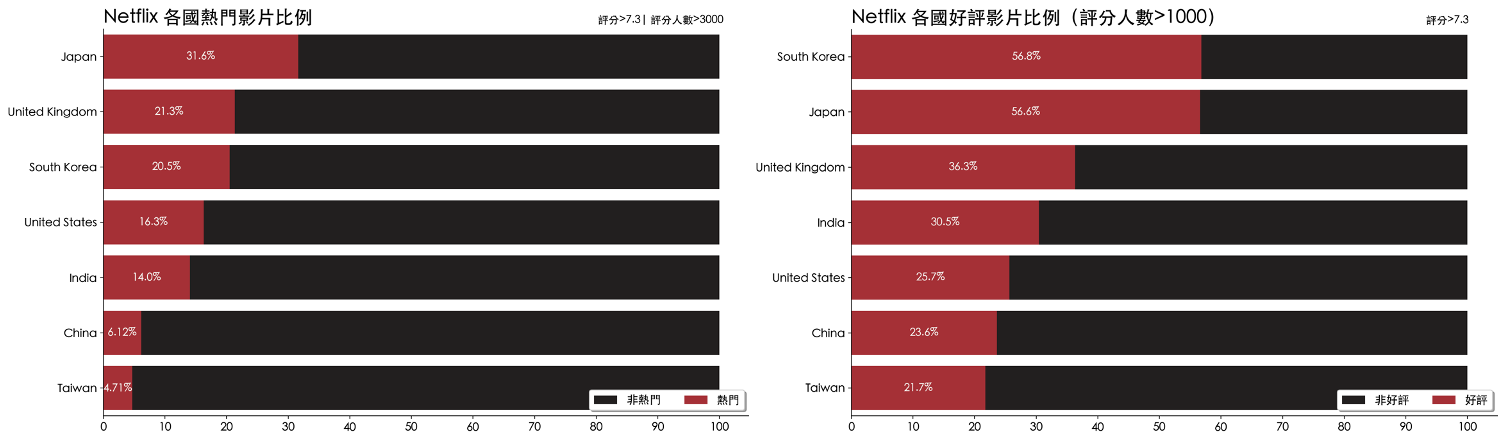 Netflix 各國熱門影片比例
評分>7.3| 評分人數>3000
Japan
31.6%
United Kingdom
21.3%
South Korea
20.5%
United States
16.3%
India
14.0%
China
6.12%
Taiwan
4.71%
非熱門 熱門
0 10 20 30 40 50 60 70 80 90 100
Netflix 各國好評影片比例（評分人數>1000）
評分>7.3
South Korea
56.8%
Japan
56.6%
United Kingdom
36.3%
India
30.5%
United States
25.7%
China
23.6%
Taiwan
21.7%
非好評 好評
0 10 20 30 40 50 60 70 80 90 100